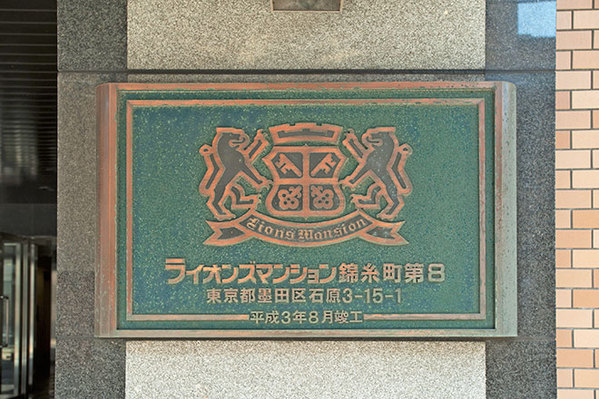 Lions Mansion
ライオンズマンション錦糸町第8
東京都墨田区石原3-15-1
平成3年8月竣工